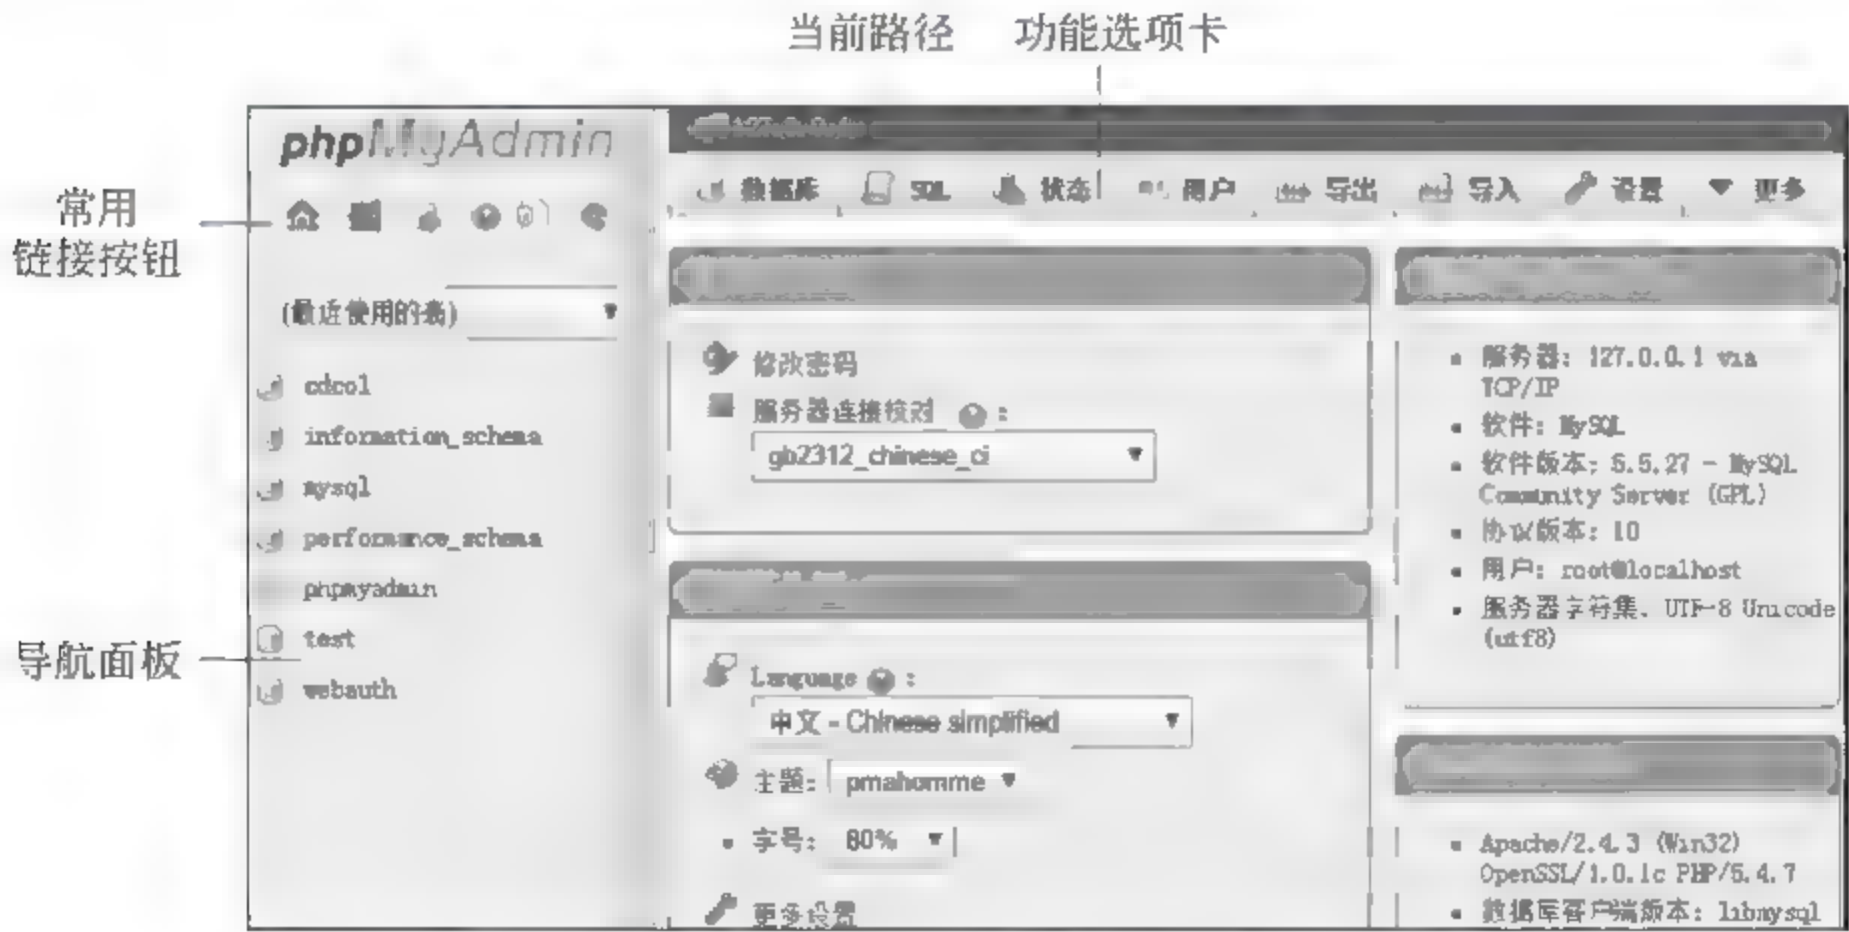 当前路径 功能选项卡
phpMyAdmin
数据库 SQL 状态 用户 导出 导入 设置 更多
常用
链接按钮
(最近使用的表)
cdcol
information_schema
mysql
performance_schema
phpmyadmin
test
webauth
导航面板
修改密码
服务器连接校对 :
gb2312_chinese_ci
Language :
中文 - Chinese simplified
主题: pmahomme
字号: 80%
更多设置
服务器: 127.0.0.1 via
TCP/IP
软件: MySQL
软件版本: 5.5.27 - MySQL
Community Server (GPL)
协议版本: 10
用户: root@localhost
服务器字符集: UTF-8 Unicode
(utf8)
Apache/2.4.3 (Win32)
OpenSSL/1.0.1c PHP/5.4.7
数据库客户端版本: libmysql